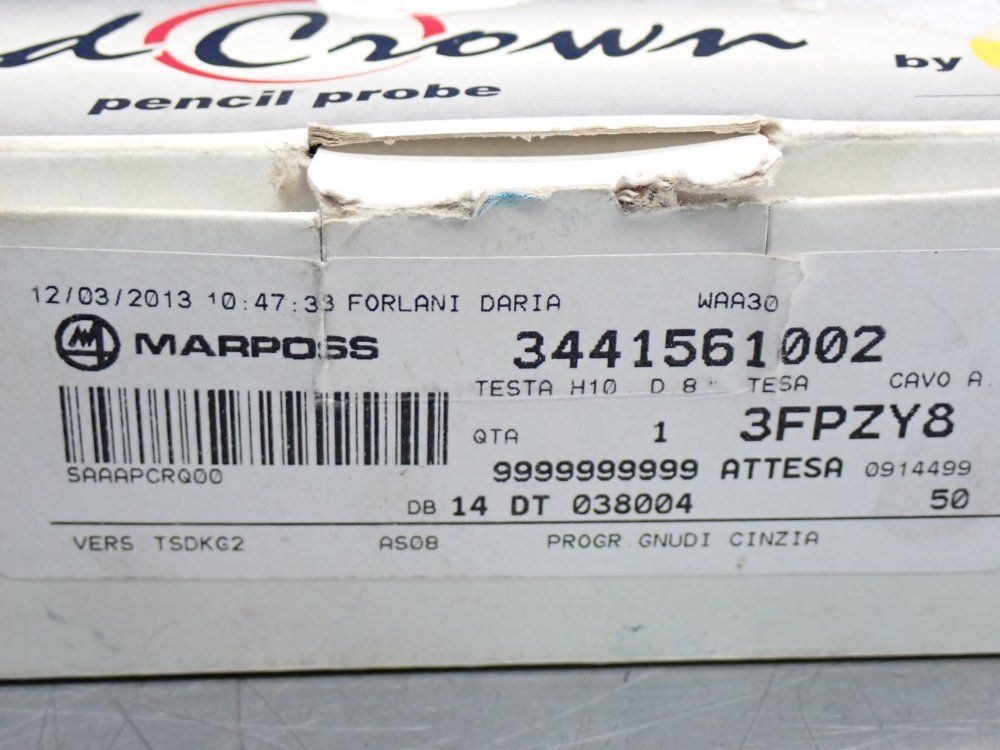 d Crown by
pencil probe
12/03/2013 10:47:33 FORLANI DARIA WAA30
MARPOSS 3441561002
TESTA H10 D 8 TESA CAVO A.
QTA 1 3FPZY8
SAAAPCRQ00 9999999999 ATTESA 0914499
DB 14 DT 038004 50
VERS.TSDKG2 AS08 PROGR.GNUDI CINZIA